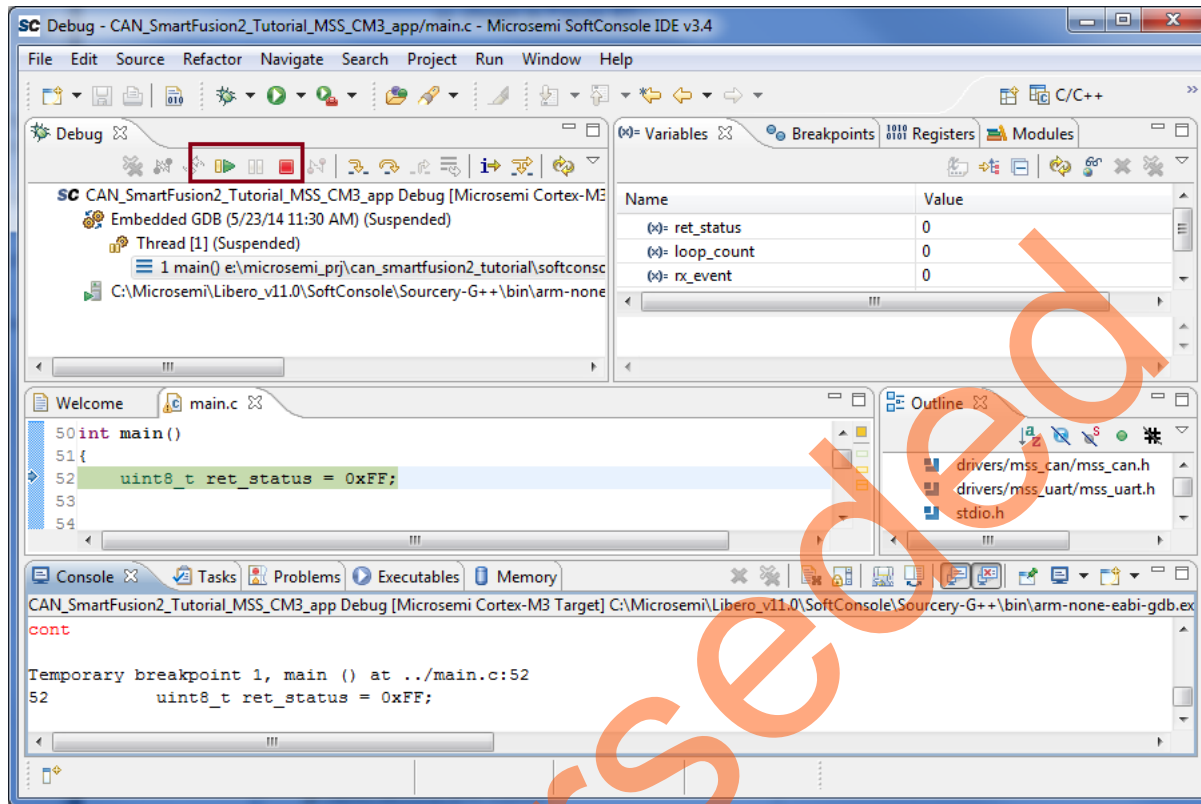 SC Debug - CAN_SmartFusion2_Tutorial_MSS_CM3_app/main.c - Microsemi SoftConsole IDE v3.4
File Edit Source Refactor Navigate Search Project Run Window Help
C/C++
Debug
SC CAN_SmartFusion2_Tutorial_MSS_CM3_app Debug [Microsemi Cortex-M3
Embedded GDB (5/23/14 11:30 AM) (Suspended)
Thread [1] (Suspended)
1 main() e:\microsemi_prj\can_smartfusion2_tutorial\softconsc
C:\Microsemi\Libero_v11.0\SoftConsole\Sourcery-G++\bin\arm-none
(x)= Variables Breakpoints 1010 0101 Registers Modules
Name Value
(x)= ret_status 0
(x)= loop_count 0
(x)= rx_event 0
Welcome main.c
50 int main()
51 {
52 uint8_t ret_status = 0xFF;
53
54
Outline
drivers/mss_can/mss_can.h
drivers/mss_uart/mss_uart.h
stdio.h
Console Tasks Problems Executables Memory
CAN_SmartFusion2_Tutorial_MSS_CM3_app Debug [Microsemi Cortex-M3 Target] C:\Microsemi\Libero_v11.0\SoftConsole\Sourcery-G++\bin\arm-none-eabi-gdb.ex
cont
Temporary breakpoint 1, main () at ../main.c:52
52 uint8_t ret_status = 0xFF;
seded